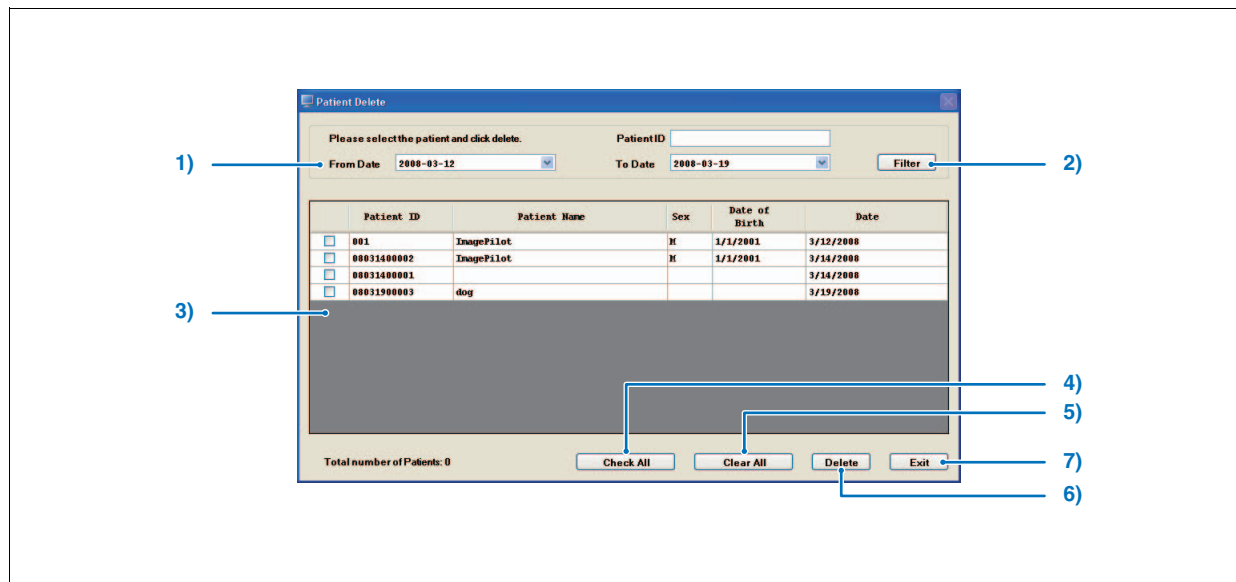 Patient Delete
Please select the patient and click delete. Patient ID
1) From Date 2008-03-12 To Date 2008-03-19 Filter 2)
Patient ID Patient Name Sex Date of Birth Date
001 ImagePilot M 1/1/2001 3/12/2008
08031400002 ImagePilot M 1/1/2001 3/14/2008
08031400001 3/14/2008
08031900003 dog 3/19/2008
3)
4)
5)
Total number of Patients: 0 Check All Clear All Delete Exit 7)
6)